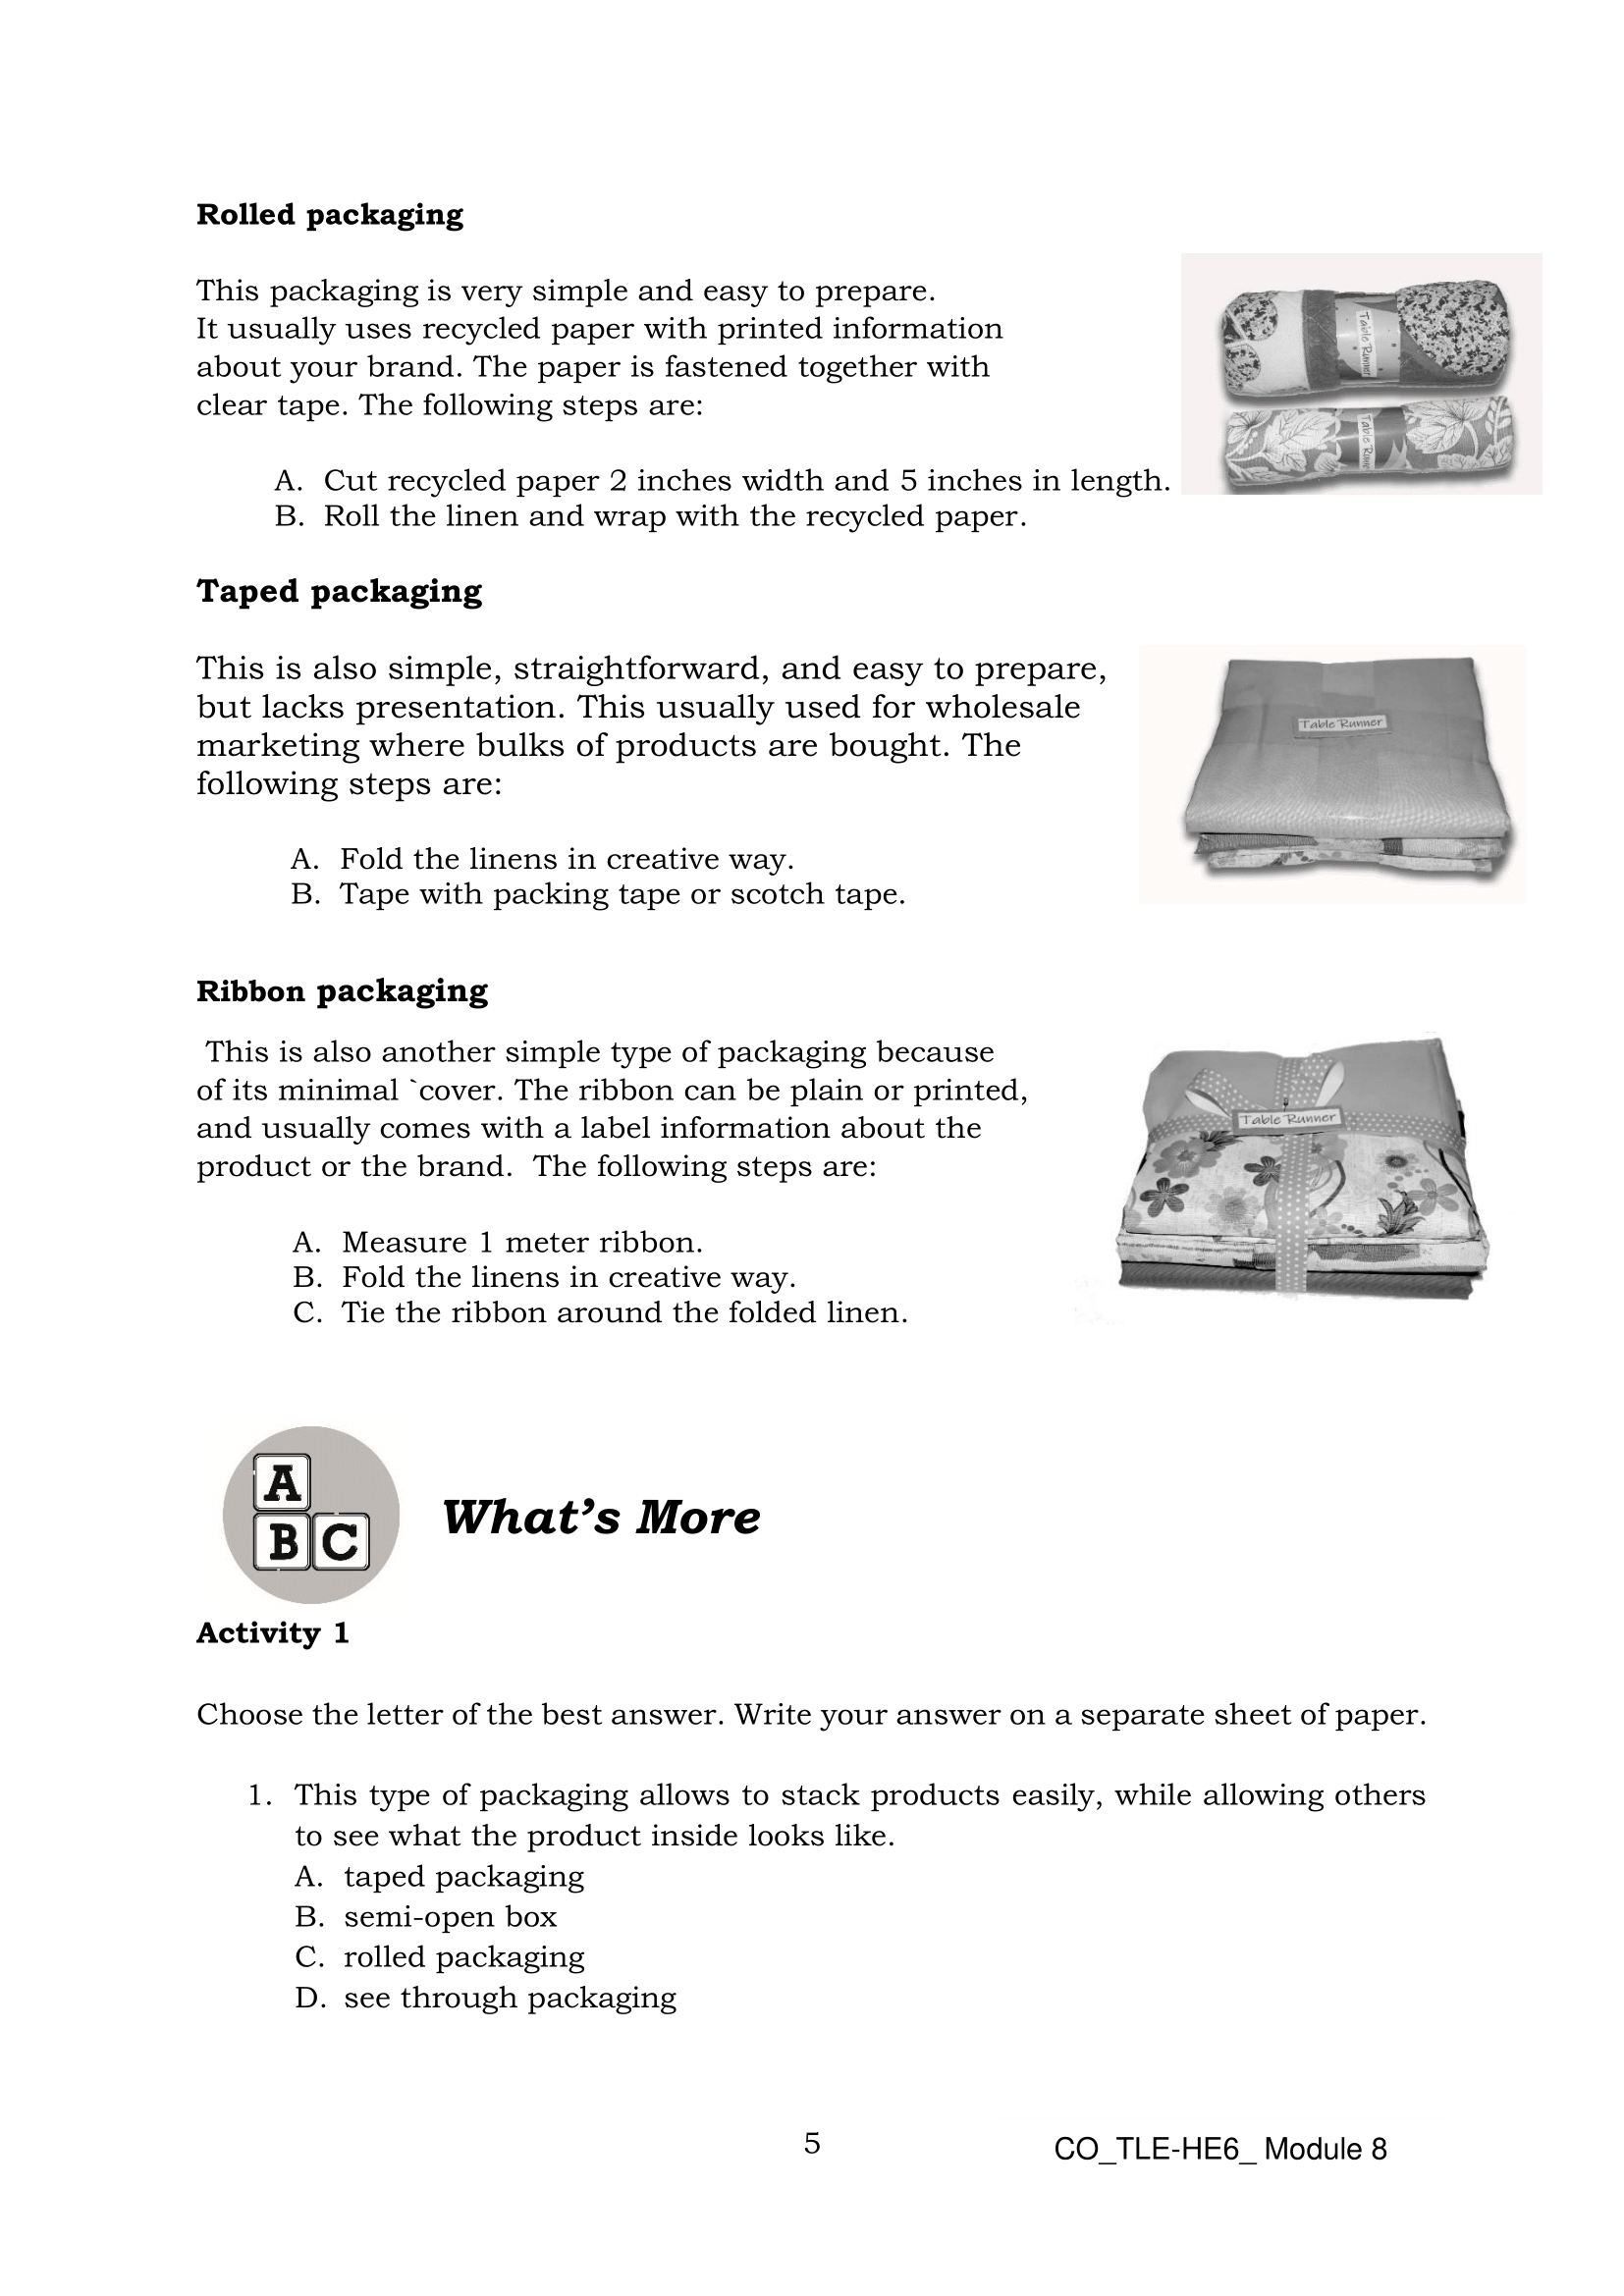 Rolled packaging
This packaging is very simple and easy to prepare.
It usually uses recycled paper with printed information
about your brand. The paper is fastened together with
clear tape. The following steps are:
Table Runner
Table Run
A. Cut recycled paper 2 inches width and 5 inches in length.
B. Roll the linen and wrap with the recycled paper.
Taped packaging
This is also simple, straightforward, and easy to prepare,
but lacks presentation. This usually used for wholesale
marketing where bulks of products are bought. The
following steps are:
Table Runner
A. Fold the linens in creative way.
B. Tape with packing tape or scotch tape.
Ribbon packaging
This is also another simple type of packaging because
of its minimal `cover. The ribbon can be plain or printed,
and usually comes with a label information about the
product or the brand.  The following steps are:
Table Runner
A. Measure 1 meter ribbon.
B. Fold the linens in creative way.
C. Tie the ribbon around the folded linen.
A
B C
What's More
Activity 1
Choose the letter of the best answer. Write your answer on a separate sheet of paper.
1. This type of packaging allows to stack products easily, while allowing others
to see what the product inside looks like.
A. taped packaging
B. semi-open box
C. rolled packaging
D. see through packaging
5
CO_TLE-HE6_ Module 8